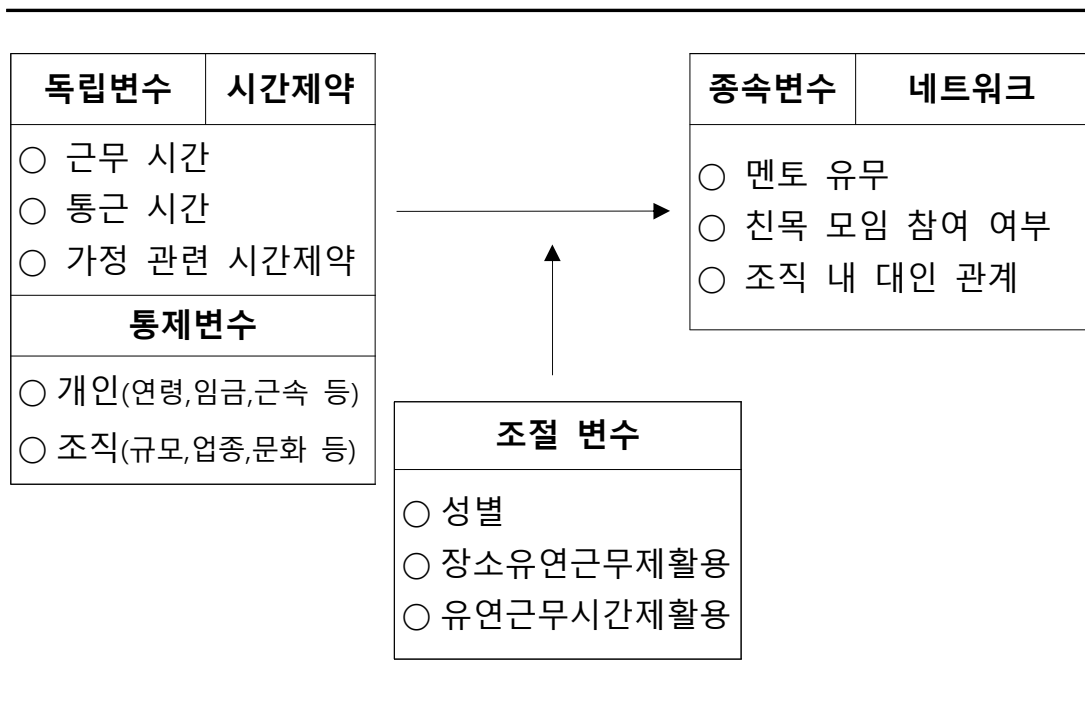 독립변수 시간제약
○ 근무 시간
○ 통근 시간
○ 가정 관련 시간제약
통제변수
○ 개인(연령,임금,근속 등)
○ 조직(규모,업종,문화 등)
종속변수 네트워크
○ 멘토 유무
○ 친목 모임 참여 여부
○ 조직 내 대인 관계
조절 변수
○ 성별
○ 장소유연근무제활용
○ 유연근무시간제활용